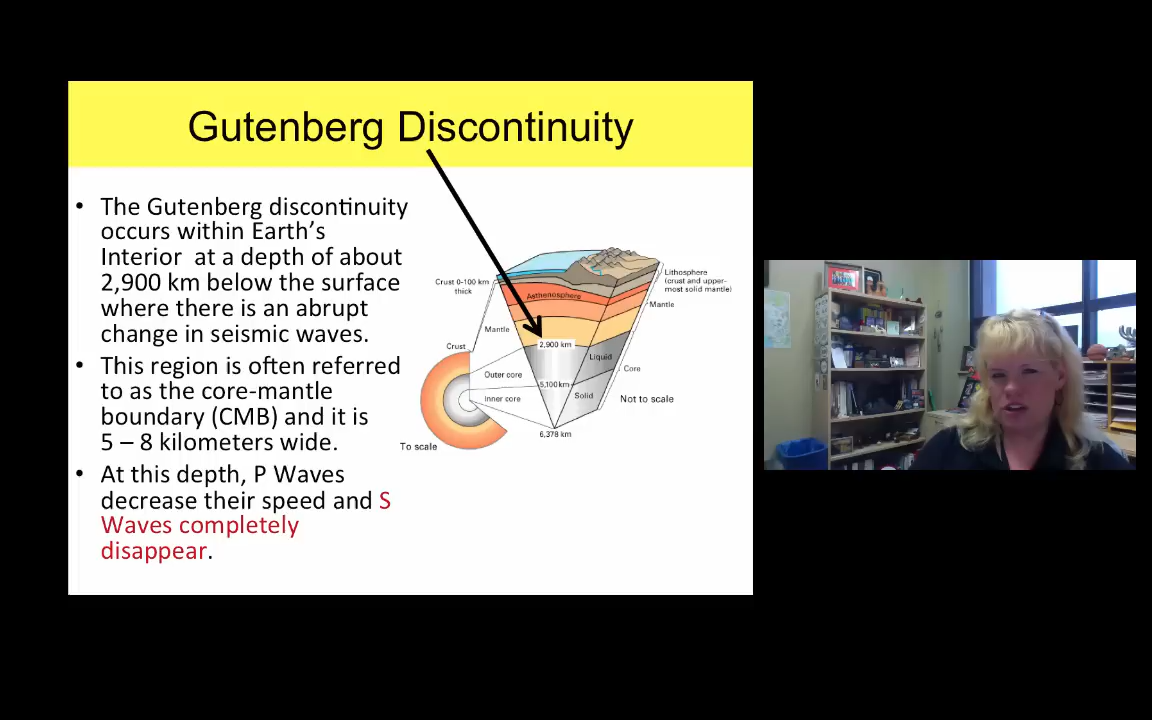 Gutenberg Discontinuity
• The Gutenberg discontinuity
occurs within Earth's
Interior at a depth of about
2,900 km below the surface
where there is an abrupt
change in seismic waves.
• This region is often referred
to as the core-mantle
boundary (CMB) and it is
5 – 8 kilometers wide.
• At this depth, P Waves
decrease their speed and S
Waves completely
disappear.
Crust 0-100 km
thick
Asthenosphere
Lithosphere
(crust and upper-
most solid mantle)
Mantle
Mantle
2,900 km
Liquid
Core
Crust
Outer core
5,100 km
Inner core
Solid
Not to scale
6,378 km
To scale